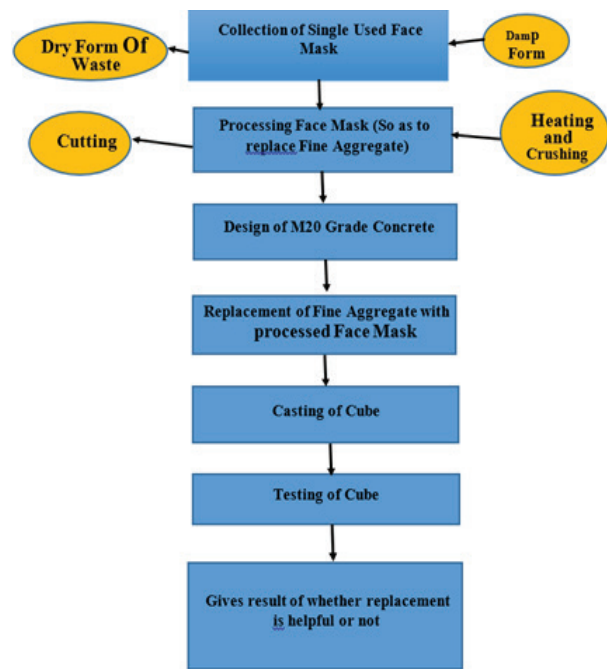 Dry Form Of
Waste
Collection of Single Used Face
Mask
Damp
Form
Cutting
Processing Face Mask (So as to
replace Fine Aggregate)
Heating
and
Crushing
Design of M20 Grade Concrete
Replacement of Fine Aggregate with
processed Face Mask
Casting of Cube
Testing of Cube
Gives result of whether replacement
is helpful or not